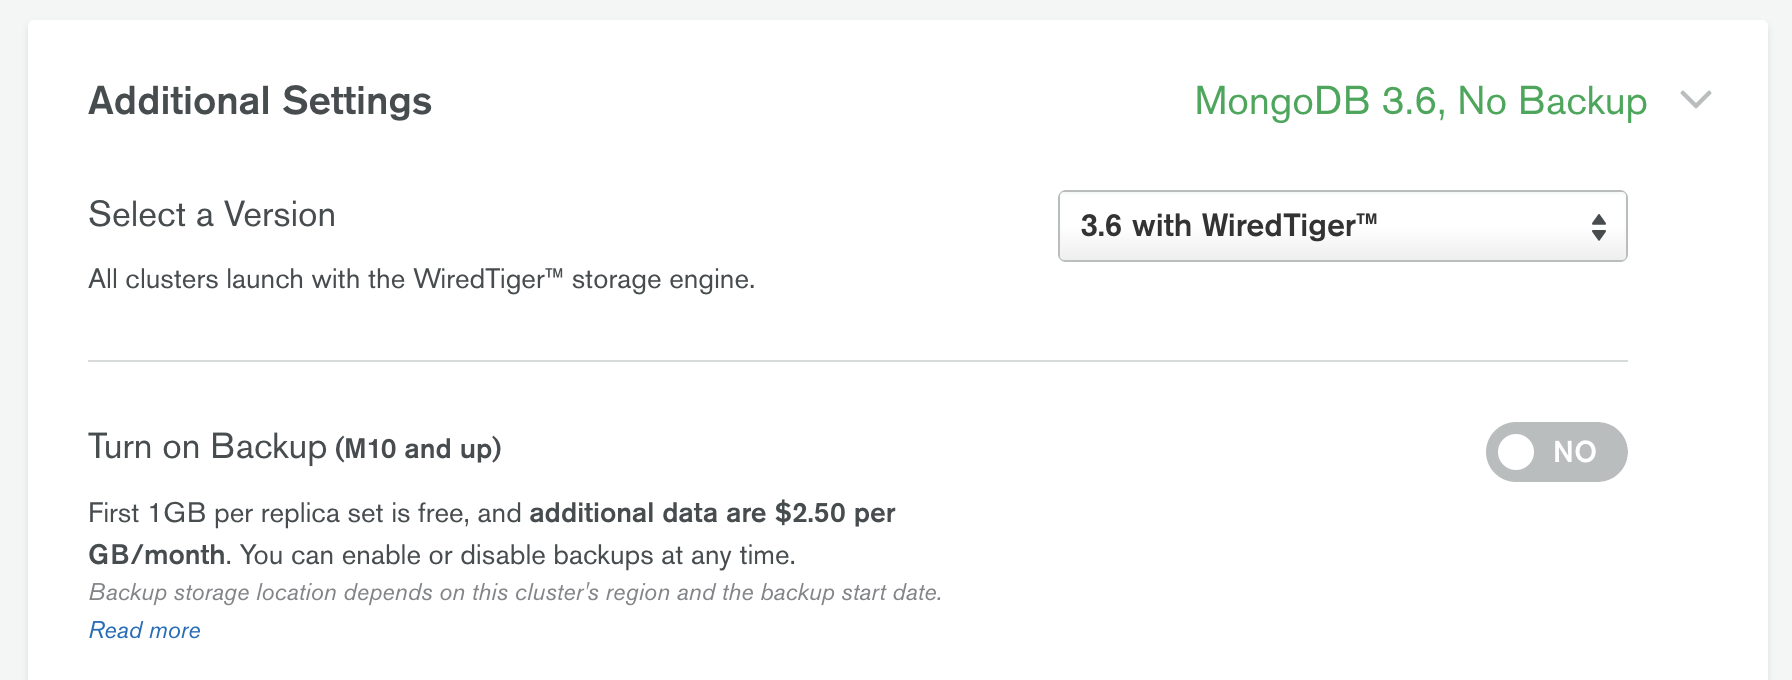 Additional Settings
MongoDB 3.6, No Backup
Select a Version
3.6 with WiredTiger™
All clusters launch with the WiredTiger™ storage engine.
Turn on Backup (M10 and up)
NO
First 1GB per replica set is free, and additional data are $2.50 per
GB/month. You can enable or disable backups at any time.
Backup storage location depends on this cluster's region and the backup start date.
Read more